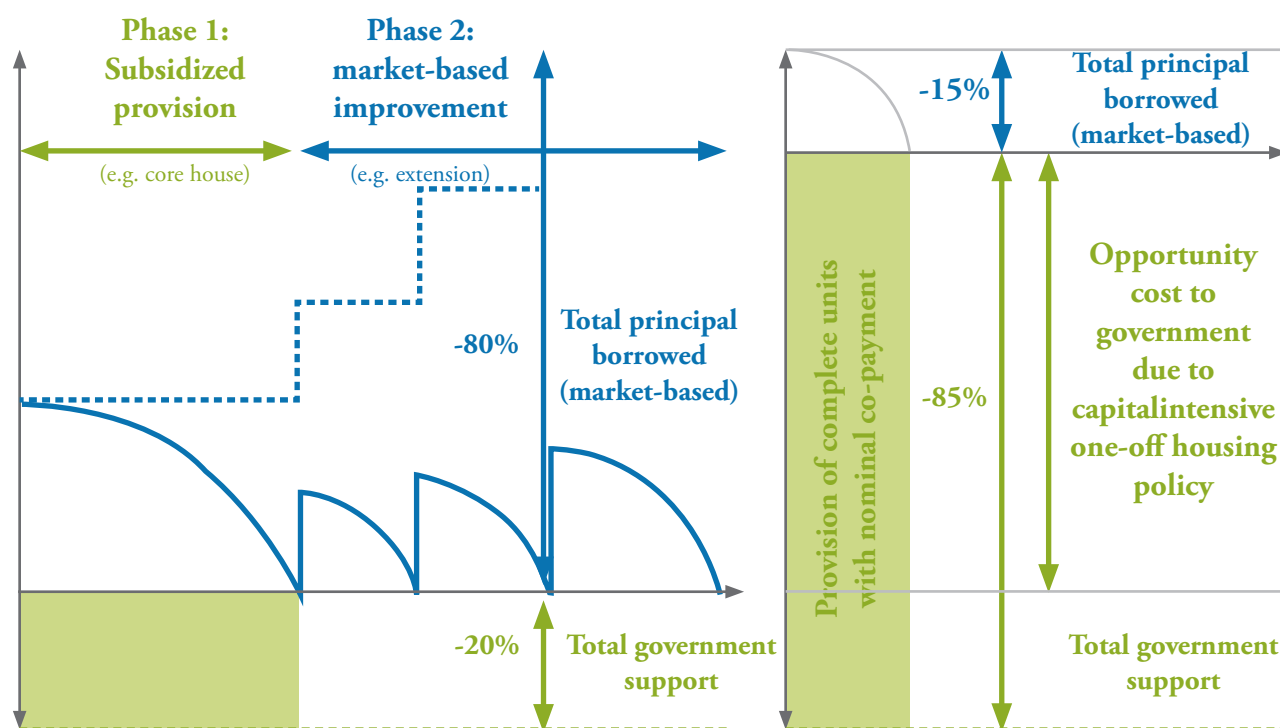 Phase 1:
Subsidized
provision
(e.g. core house)
Phase 2:
market-based
improvement
(e.g. extension)
-80%
Total principal
borrowed
(market-based)
-20%
Total government
support
-15%
Total principal
borrowed
(market-based)
Provision of complete units
with nominal co-payment
-85%
Opportunity
cost to
government
due to
capitalintensive
one-off housing
policy
Total government
support